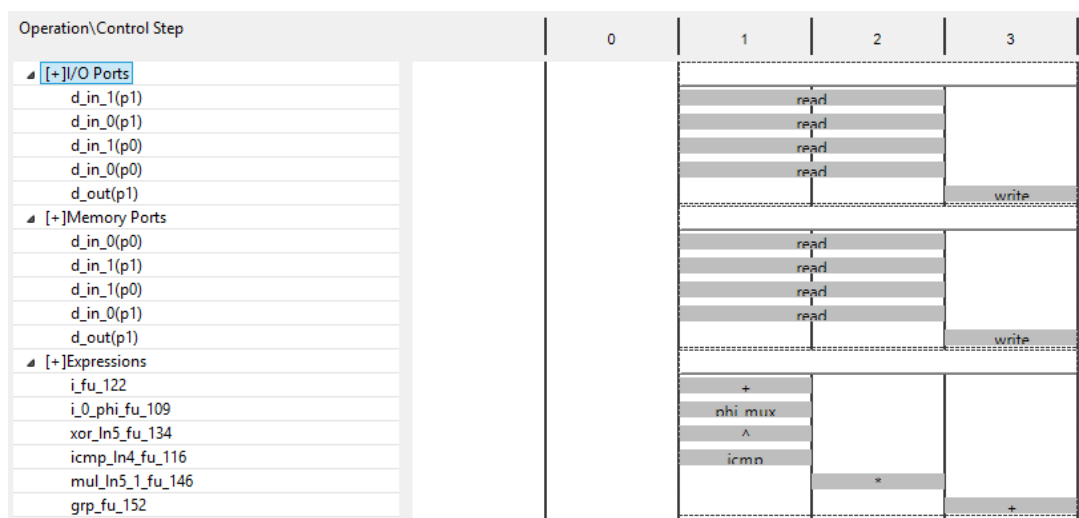 Operation\Control Step 0 1 2 3
[+]I/O Ports
d_in_1(p1) read
d_in_0(p1) read
d_in_1(p0) read
d_in_0(p0) read
d_out(p1) write
[+]Memory Ports
d_in_0(p0) read
d_in_1(p1) read
d_in_1(p0) read
d_in_0(p1) read
d_out(p1) write
[+]Expressions
i_fu_122 +
i_0_phi_fu_109 phi_mux
xor_ln5_fu_134 ^
icmp_ln4_fu_116 icmp
mul_ln5_1_fu_146 *
grp_fu_152 +